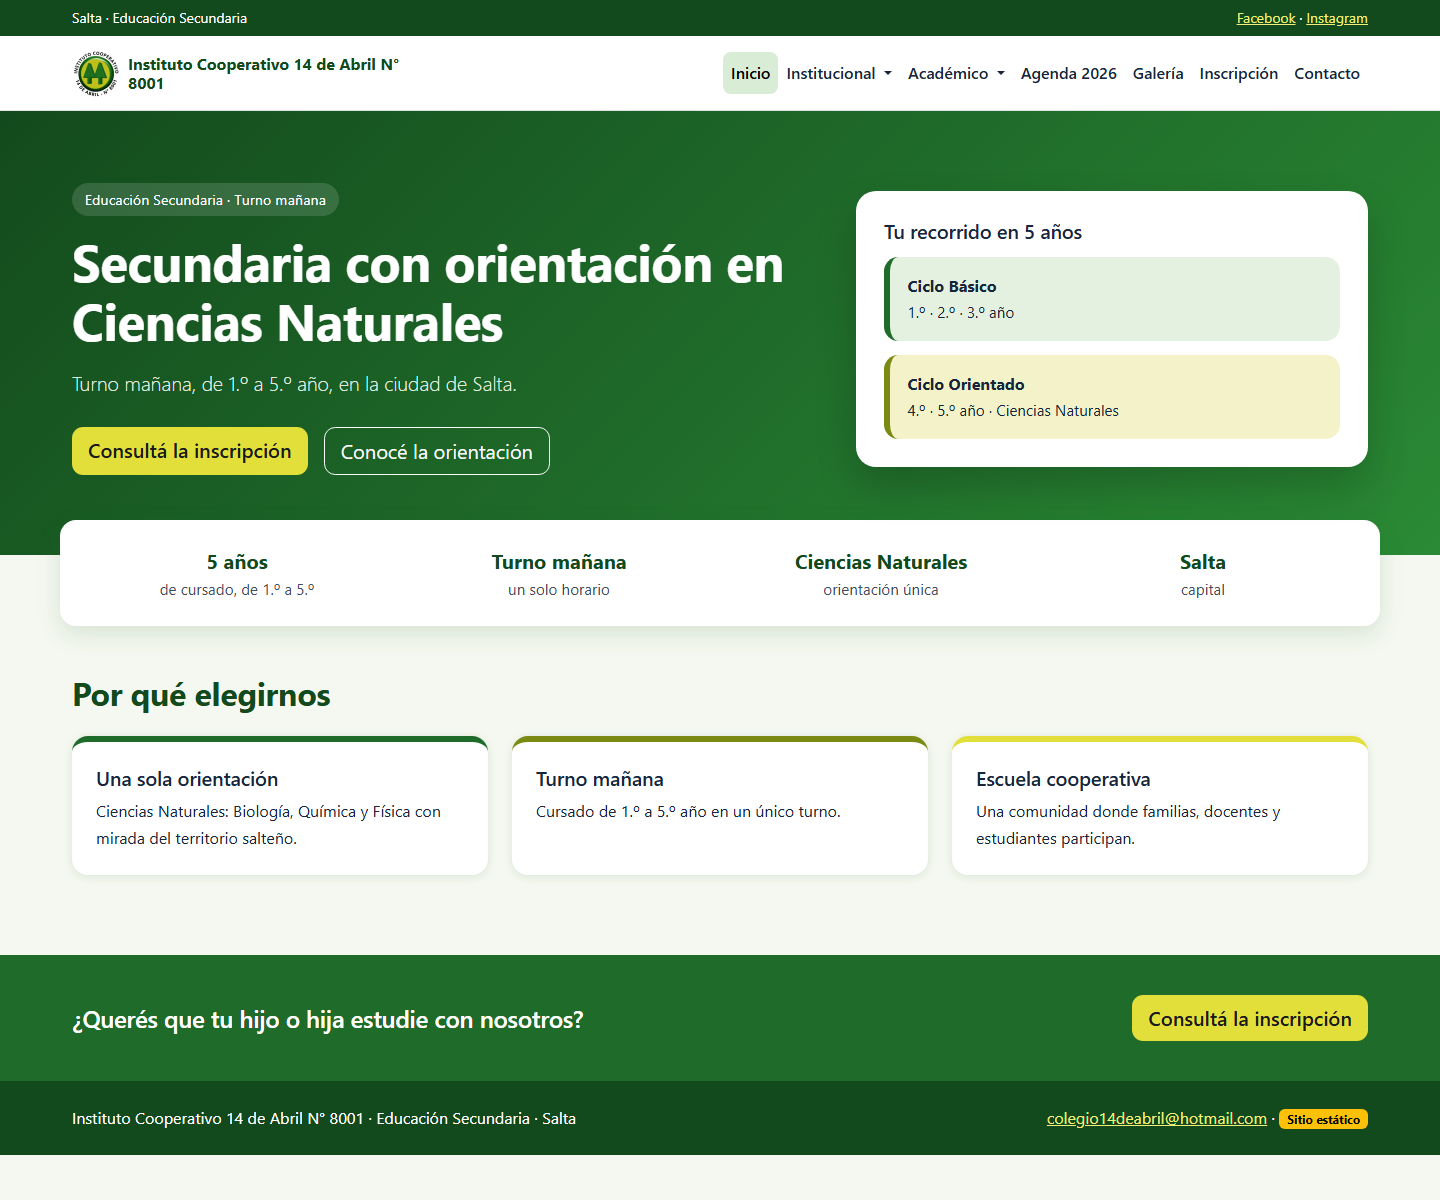 Salta · Educación Secundaria
Facebook · Instagram
INSTITUTO COOPERATIVO
14 DE ABRIL - N° 8001
Instituto Cooperativo 14 de Abril N°
8001
Inicio
Institucional
Académico
Agenda 2026
Galería
Inscripción
Contacto
Educación Secundaria · Turno mañana
Secundaria con orientación en
Ciencias Naturales
Turno mañana, de 1.º a 5.º año, en la ciudad de Salta.
Consultá la inscripción
Conocé la orientación
Tu recorrido en 5 años
Ciclo Básico
1.º · 2.º · 3.º año
Ciclo Orientado
4.º · 5.º año · Ciencias Naturales
5 años
de cursado, de 1.º a 5.º
Turno mañana
un solo horario
Ciencias Naturales
orientación única
Salta
capital
Por qué elegirnos
Una sola orientación
Ciencias Naturales: Biología, Química y Física con
mirada del territorio salteño.
Turno mañana
Cursado de 1.º a 5.º año en un único turno.
Escuela cooperativa
Una comunidad donde familias, docentes y
estudiantes participan.
¿Querés que tu hijo o hija estudie con nosotros?
Consultá la inscripción
Instituto Cooperativo 14 de Abril N° 8001 · Educación Secundaria · Salta
colegio14deabril@hotmail.com · Sitio estático